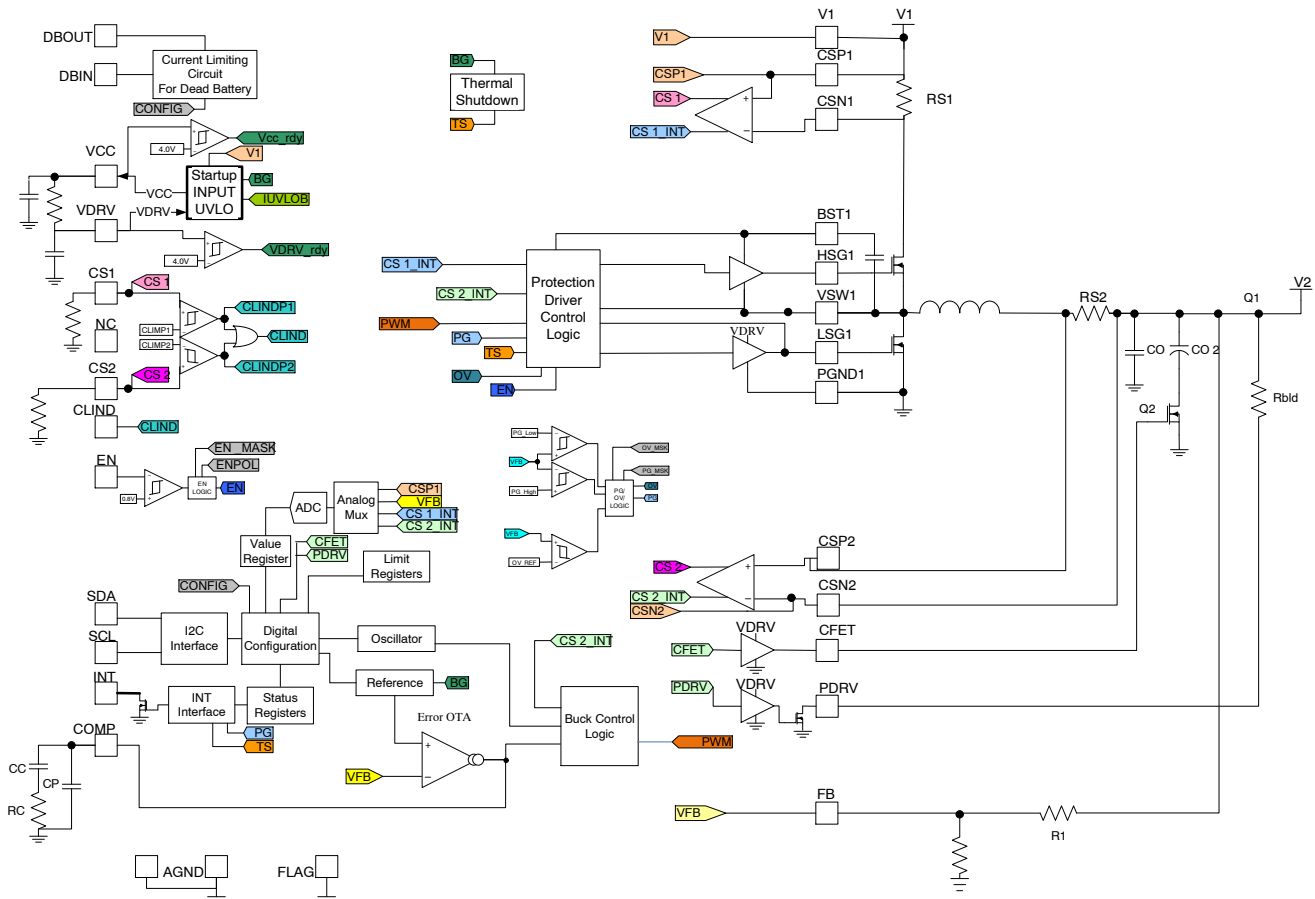 DBOUT
DBIN
Current Limiting
Circuit
For Dead Battery
CONFIG
BG
Thermal
Shutdown
TS
V1
V1
V1
CSP1
CSP1
CS 1
CSN1
CS 1_INT
+
−
RS1
Vcc_rdy
4.0V
V1
VCC
VCC
Startup
INPUT
UVLO
BG
IUVLOB
VDRV
VDRV
VDRV_rdy
4.0V
CS1
CS 1
CLINDP1
CLIMP1
CLIND
CLIMP2
CLINDP2
NC
CS2
CS 2
CLIND
CLIND
CS 1_INT
CS 2_INT
PWM
PG
TS
OV
EN
Protection
Driver
Control
Logic
BST1
HSG1
VSW1
VDRV
LSG1
PGND1
RS2
Q1
V2
CO
CO 2
Q2
Rbld
EN
0.8V
EN_MASK
ENPOL
EN
LOGIC
EN
PG_Low
VFB
PG_High
VFB
OV_REF
OV_MSK
PG_MSK
PG/
OV/
LOGIC
OV
PG
ADC
Analog
Mux
CSP1
VFB
CS 1_INT
CS 2_INT
Value
Register
CFET
PDRV
Limit
Registers
CONFIG
SDA
SCL
I2C
Interface
Digital
Configuration
Oscillator
INT
INT
Interface
Status
Registers
Reference
BG
PG
TS
COMP
CC
CP
RC
Error OTA
+
−
VFB
CS 2_INT
Buck Control
Logic
PWM
CSP2
CS 2
+
−
CS 2_INT
CSN2
CSN2
CFET
VDRV
CFET
PDRV
VDRV
PDRV
VFB
FB
R1
AGND
FLAG